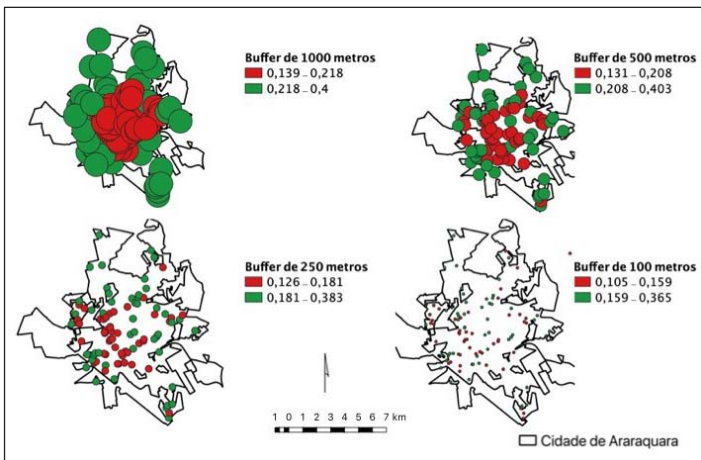 Buffer de 1000 metros
0,139 – 0,218
0,218 – 0,4
Buffer de 500 metros
0,131 – 0,208
0,208 – 0,403
Buffer de 250 metros
0,126 – 0,181
0,181 – 0,383
Buffer de 100 metros
0,105 – 0,159
0,159 – 0,365
1 0 1 2 3 4 5 6 7 km
Cidade de Araraquara